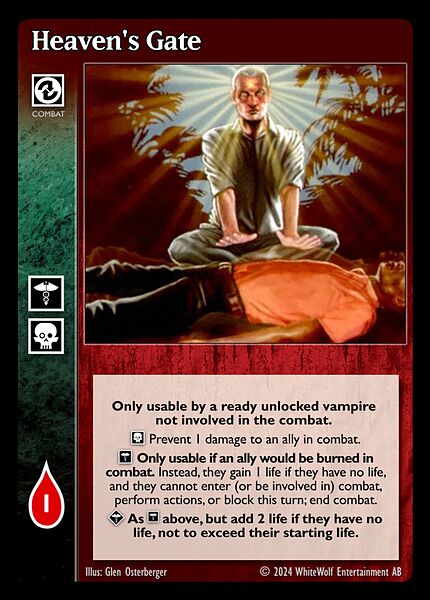 Heaven's Gate
COMBAT
Only usable by a ready unlocked vampire
not involved in the combat.
Prevent 1 damage to an ally in combat.
Only usable if an ally would be burned in
combat. Instead, they gain 1 life if they have no life,
and they cannot enter (or be involved in) combat,
perform actions, or block this turn; end combat.
As above, but add 2 life if they have no
life, not to exceed their starting life.
1
Illus: Glen Osterberger © 2024 WhiteWolf Entertainment AB